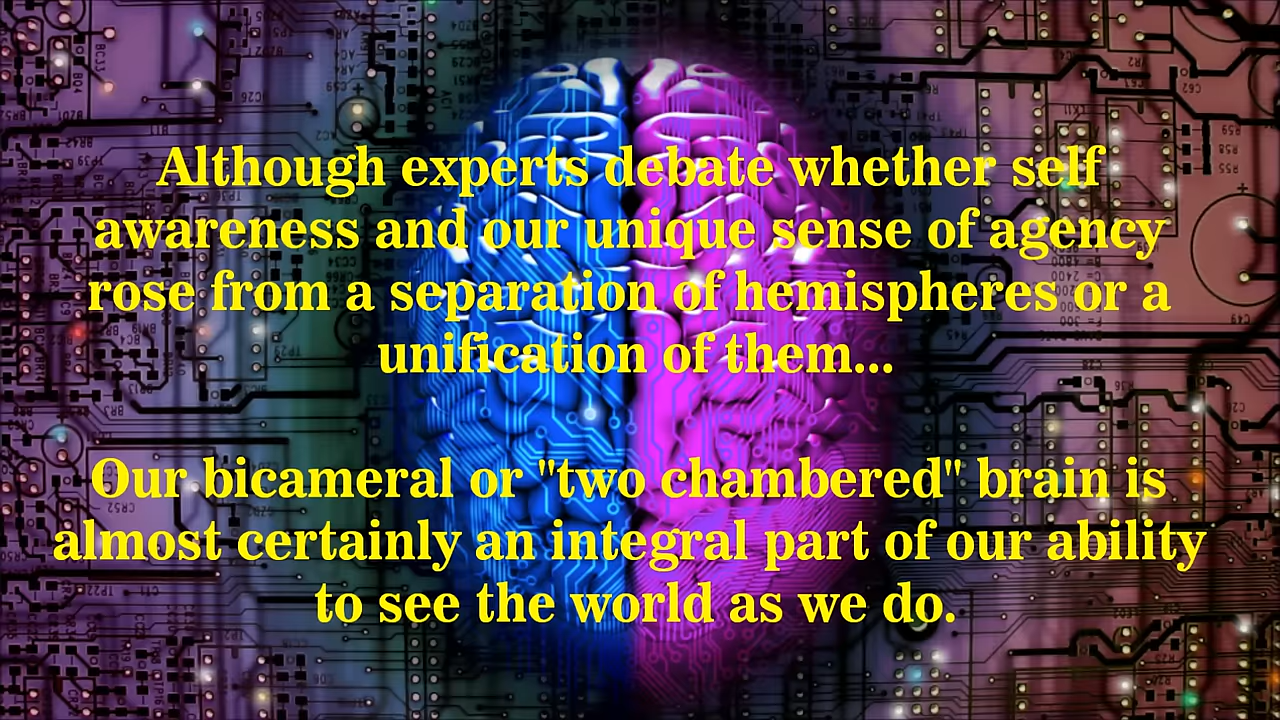 Although experts debate whether self
awareness and our unique sense of agency
rose from a separation of hemispheres or a
unification of them...
Our bicameral or "two chambered" brain is
almost certainly an integral part of our ability
to see the world as we do.